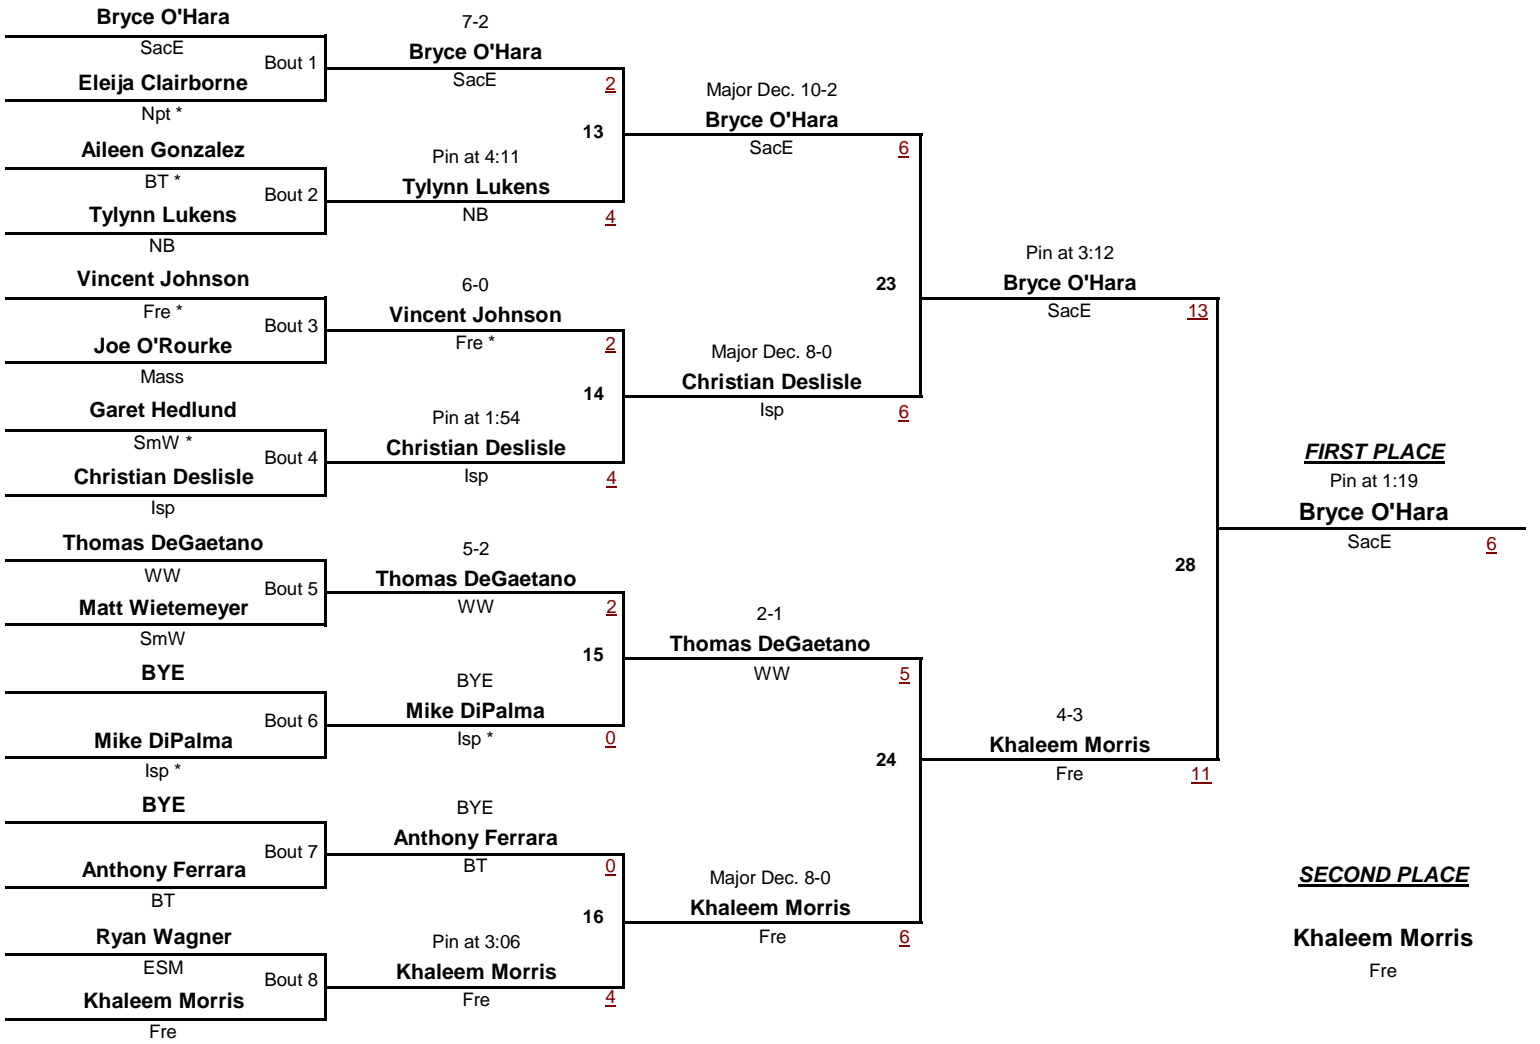 Bryce O'Hara
SacE
Bout 1
Eleija Clairborne
Npt *
Aileen Gonzalez
BT *
Bout 2
Tylynn Lukens
NB
Vincent Johnson
Fre *
Bout 3
Joe O'Rourke
Mass
Garet Hedlund
SmW *
Bout 4
Christian Deslisle
Isp
Thomas DeGaetano
WW
Bout 5
Matt Wietemeyer
SmW
BYE
Bout 6
Mike DiPalma
Isp *
BYE
Bout 7
Anthony Ferrara
BT
Ryan Wagner
ESM
Bout 8
Khaleem Morris
Fre
7-2
Bryce O'Hara
SacE
2
13
Pin at 4:11
Tylynn Lukens
NB
4
6-0
Vincent Johnson
Fre *
2
14
Pin at 1:54
Christian Deslisle
Isp
4
5-2
Thomas DeGaetano
WW
2
15
BYE
Mike DiPalma
Isp *
0
BYE
Anthony Ferrara
BT
0
16
Pin at 3:06
Khaleem Morris
Fre
4
Major Dec. 10-2
Bryce O'Hara
SacE
6
23
Major Dec. 8-0
Christian Deslisle
Isp
6
2-1
Thomas DeGaetano
WW
5
24
Major Dec. 8-0
Khaleem Morris
Fre
6
Pin at 3:12
Bryce O'Hara
SacE
13
28
4-3
Khaleem Morris
Fre
11
FIRST PLACE
Pin at 1:19
Bryce O'Hara
SacE
6
SECOND PLACE
Khaleem Morris
Fre